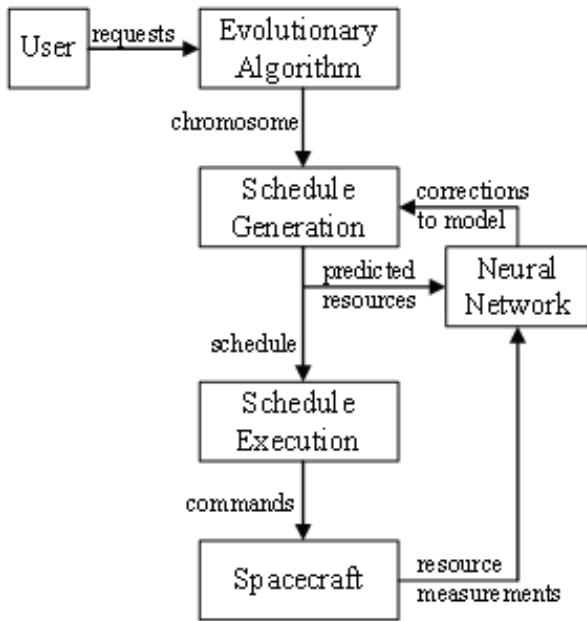 User
requests
Evolutionary
Algorithm
chromosome
Schedule
Generation
corrections
to model
predicted
resources
Neural
Network
schedule
Schedule
Execution
commands
Spacecraft
resource
measurements